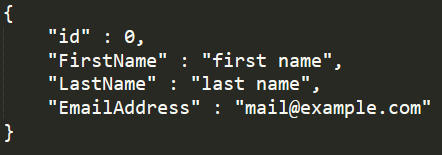 {
    "id" : 0,
    "FirstName" : "first name",
    "LastName" : "last name",
    "EmailAddress" : "mail@example.com"
}